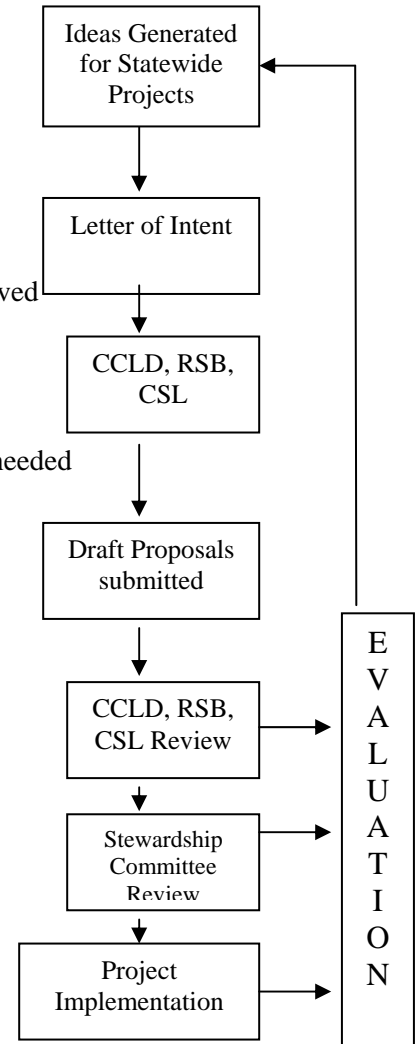 Ideas Generated
for Statewide
Projects
Letter of Intent
CCLD, RSB,
CSL
needed
Draft Proposals
submitted
CCLD, RSB,
CSL Review
Stewardship
Committee
Review
Project
Implementation
E
V
A
L
U
A
T
I
O
N